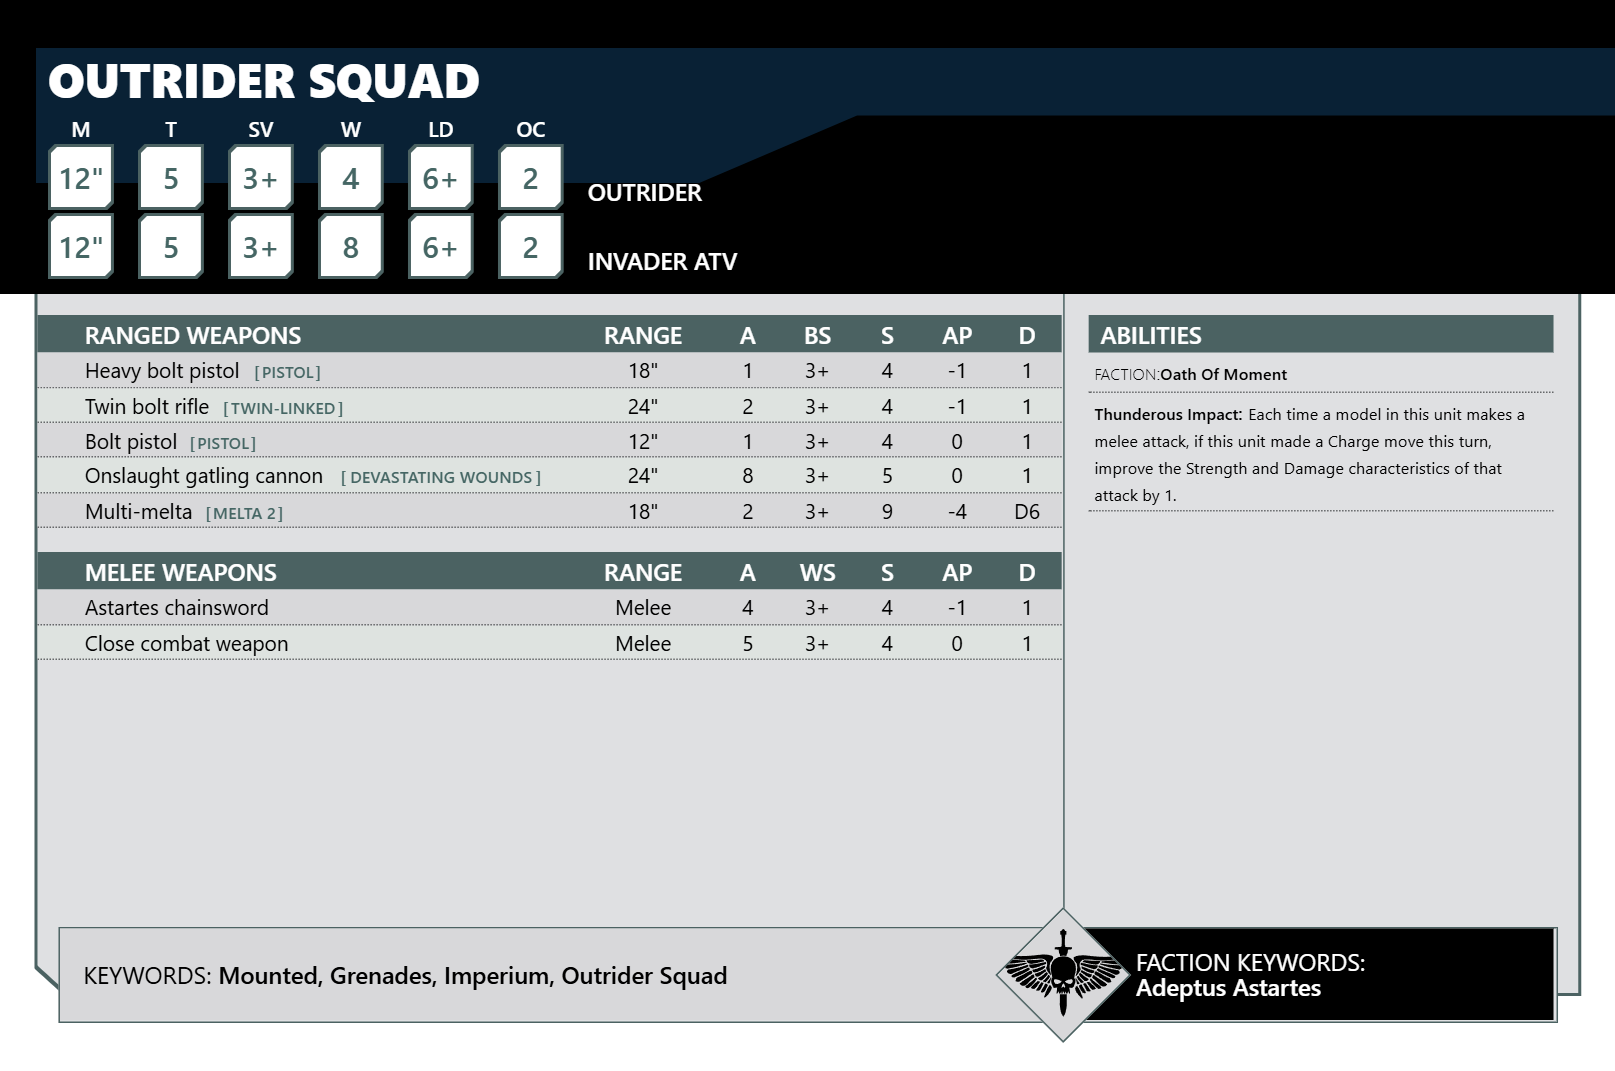 OUTRIDER SQUAD
M T SV W LD OC
12" 5 3+ 4 6+ 2 OUTRIDER
12" 5 3+ 8 6+ 2 INVADER ATV
RANGED WEAPONS RANGE A BS S AP D
Heavy bolt pistol [PISTOL] 18" 1 3+ 4 -1 1
Twin bolt rifle [TWIN-LINKED] 24" 2 3+ 4 -1 1
Bolt pistol [PISTOL] 12" 1 3+ 4 0 1
Onslaught gatling cannon [DEVASTATING WOUNDS] 24" 8 3+ 5 0 1
Multi-melta [MELTA 2] 18" 2 3+ 9 -4 D6
MELEE WEAPONS RANGE A WS S AP D
Astartes chainsword Melee 4 3+ 4 -1 1
Close combat weapon Melee 5 3+ 4 0 1
ABILITIES
FACTION:Oath Of Moment
Thunderous Impact: Each time a model in this unit makes a
melee attack, if this unit made a Charge move this turn,
improve the Strength and Damage characteristics of that
attack by 1.
KEYWORDS: Mounted, Grenades, Imperium, Outrider Squad
FACTION KEYWORDS:
Adeptus Astartes